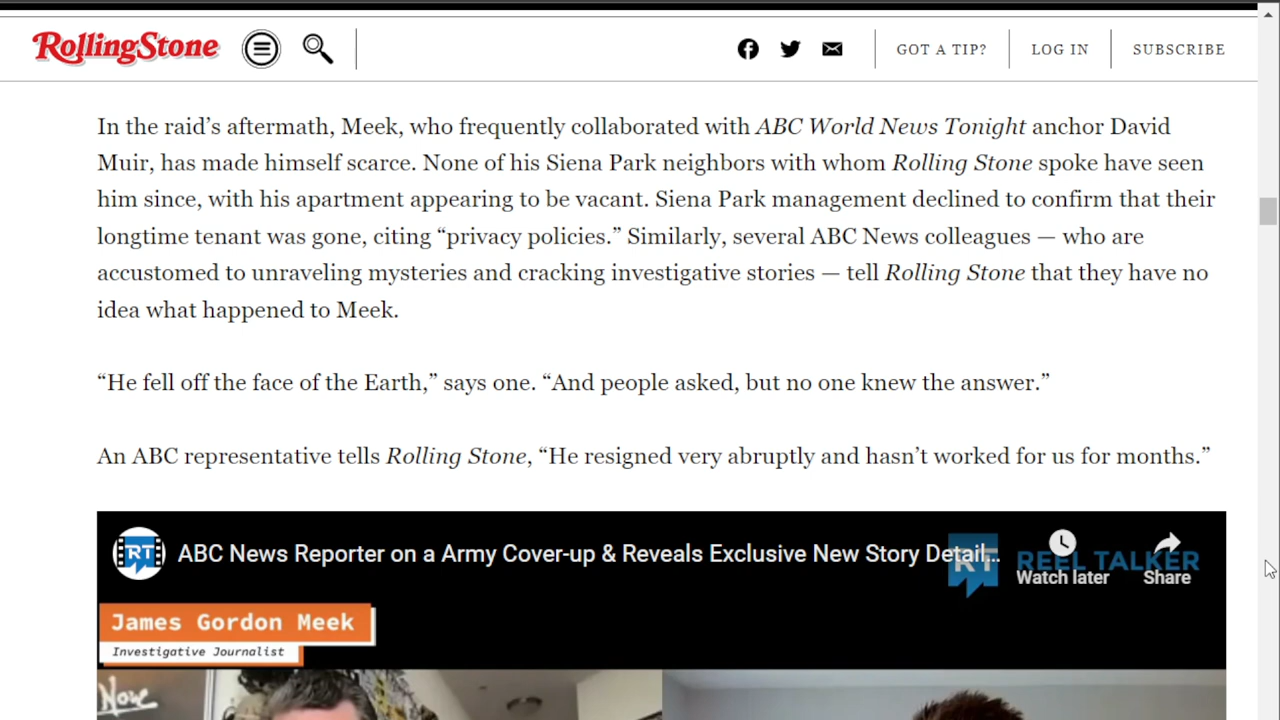 RollingStone
GOT A TIP?
LOG IN
SUBSCRIBE
In the raid’s aftermath, Meek, who frequently collaborated with ABC World News Tonight anchor David
Muir, has made himself scarce. None of his Siena Park neighbors with whom Rolling Stone spoke have seen
him since, with his apartment appearing to be vacant. Siena Park management declined to confirm that their
longtime tenant was gone, citing “privacy policies.” Similarly, several ABC News colleagues — who are
accustomed to unraveling mysteries and cracking investigative stories — tell Rolling Stone that they have no
idea what happened to Meek.
“He fell off the face of the Earth,” says one. “And people asked, but no one knew the answer.”
An ABC representative tells Rolling Stone, “He resigned very abruptly and hasn’t worked for us for months.”
RT
ABC News Reporter on a Army Cover-up & Reveals Exclusive New Story Detail...
RT REEL TALKER
Watch later
Share
James Gordon Meek
Investigative Journalist
Now